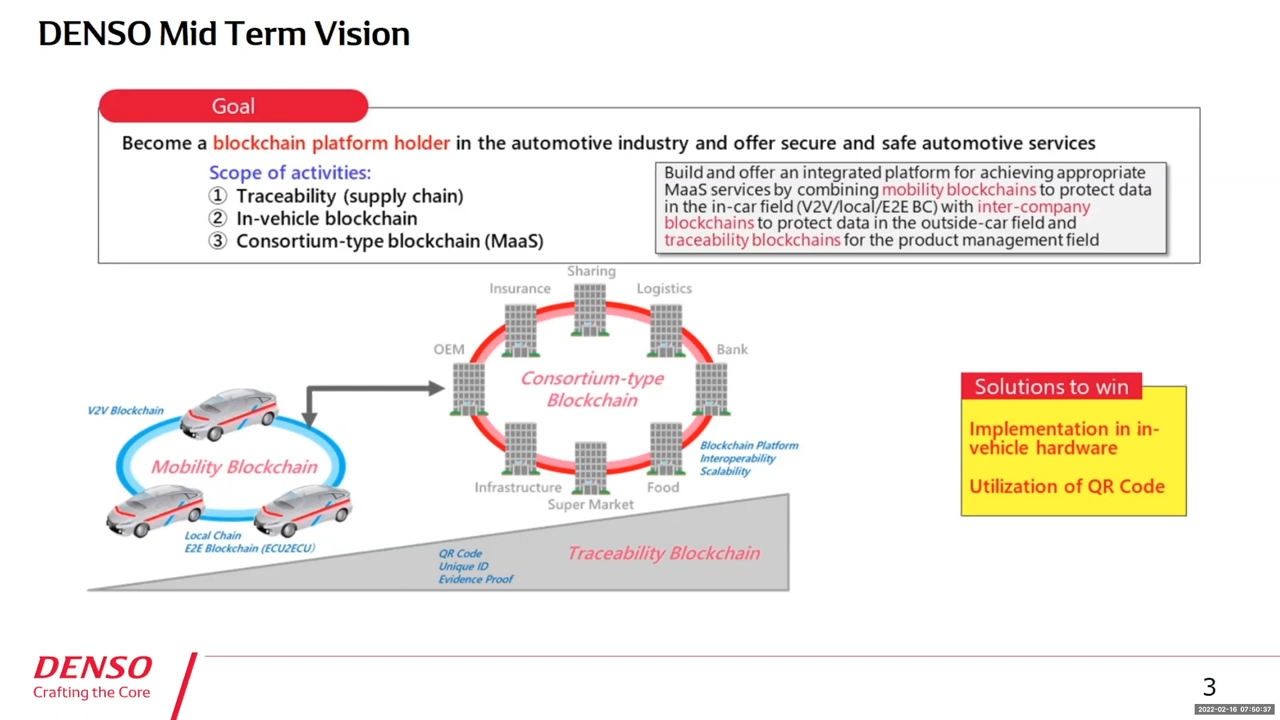 DENSO Mid Term Vision
Goal
Become a blockchain platform holder in the automotive industry and offer secure and safe automotive services
Scope of activities:
① Traceability (supply chain)
② In-vehicle blockchain
③ Consortium-type blockchain (MaaS)
Build and offer an integrated platform for achieving appropriate
MaaS services by combining mobility blockchains to protect data
in the in-car field (V2V/local/E2E BC) with inter-company
blockchains to protect data in the outside-car field and
traceability blockchains for the product management field
Sharing
Insurance
Logistics
OEM
Bank
Consortium-type
Blockchain
V2V Blockchain
Mobility Blockchain
Blockchain Platform
Interoperability
Scalability
Infrastructure
Food
Super Market
Local Chain
E2E Blockchain (ECU2ECU)
QR Code
Unique ID
Evidence Proof
Traceability Blockchain
Solutions to win
Implementation in in-
vehicle hardware
Utilization of QR Code
DENSO
Crafting the Core
3
2022-02-16 07:50:37